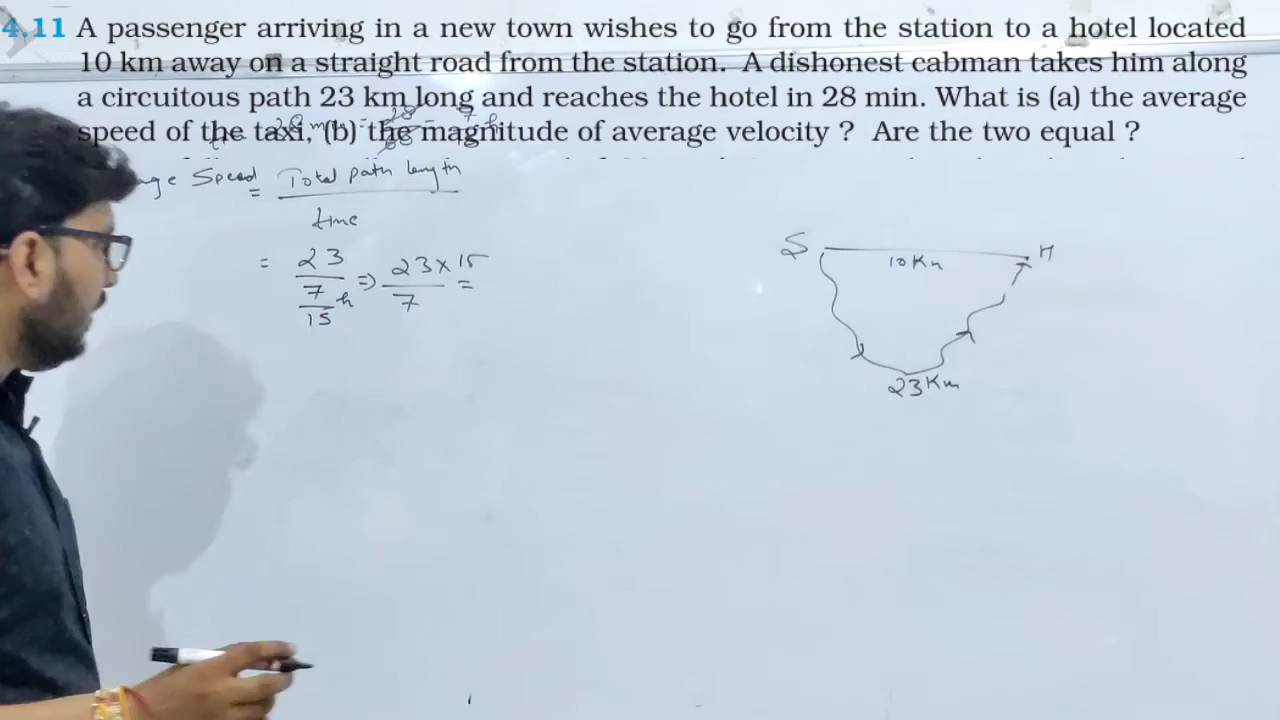 4.11 A passenger arriving in a new town wishes to go from the station to a hotel located
10 km away on a straight road from the station. A dishonest cabman takes him along
a circuitous path 23 km long and reaches the hotel in 28 min. What is (a) the average
speed of the taxi, (b) the magnitude of average velocity ? Are the two equal ?
Speed = Total path length
time
= 23
7
15 h
=> 23 x 15
7
=
S
H
10 Km
23 Km